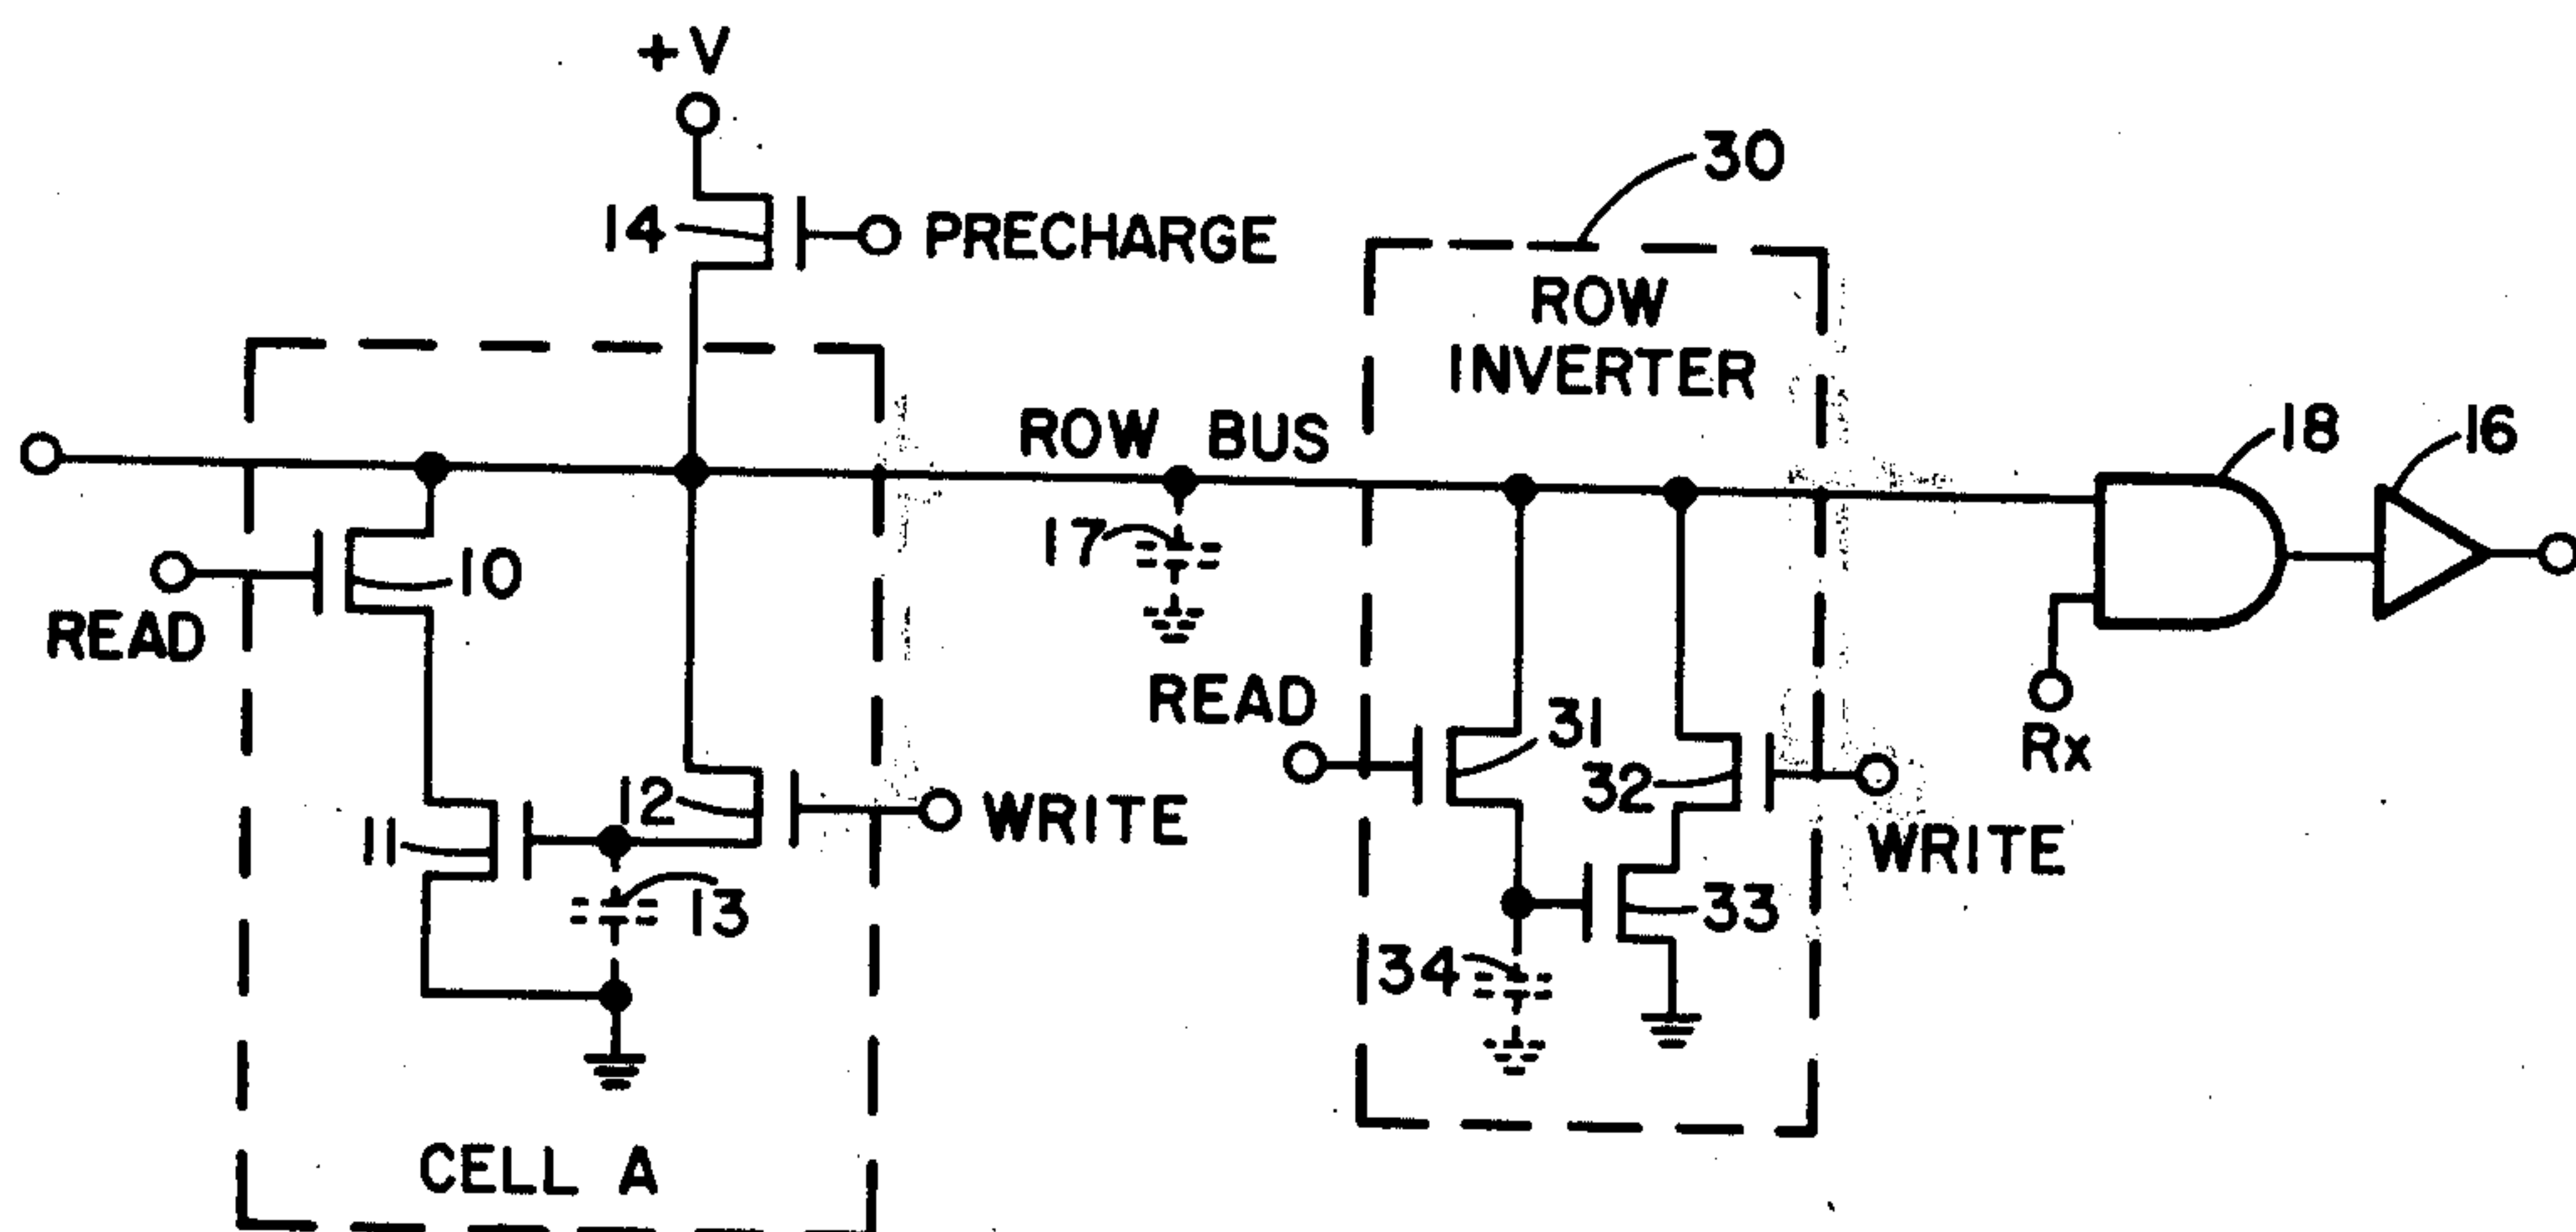 +V
14
PRECHARGE
30
ROW
INVERTER
ROW BUS
18
16
READ
10
17
READ
31
32
Rx
11
12
WRITE
WRITE
13
33
34
CELL A